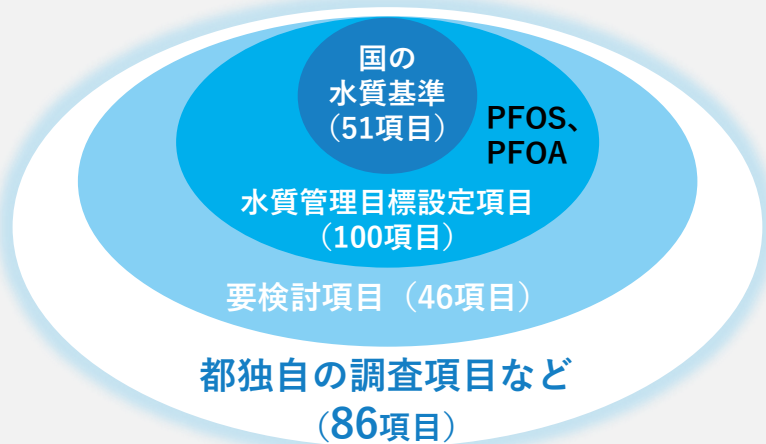 国の
水質基準
（51項目）
PFOS、
PFOA
水質管理目標設定項目
（100項目）
要検討項目（46項目）
都独自の調査項目など
（86項目）